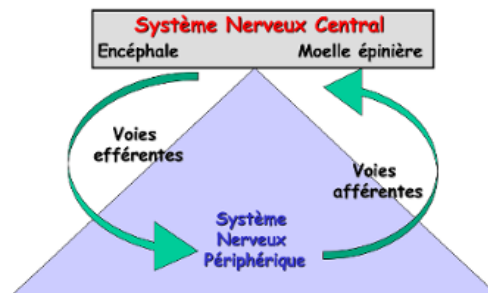 Système Nerveux Central
Encéphale Moelle épinière
Voies
efférentes
Voies
afférentes
Système
Nerveux
Périphérique